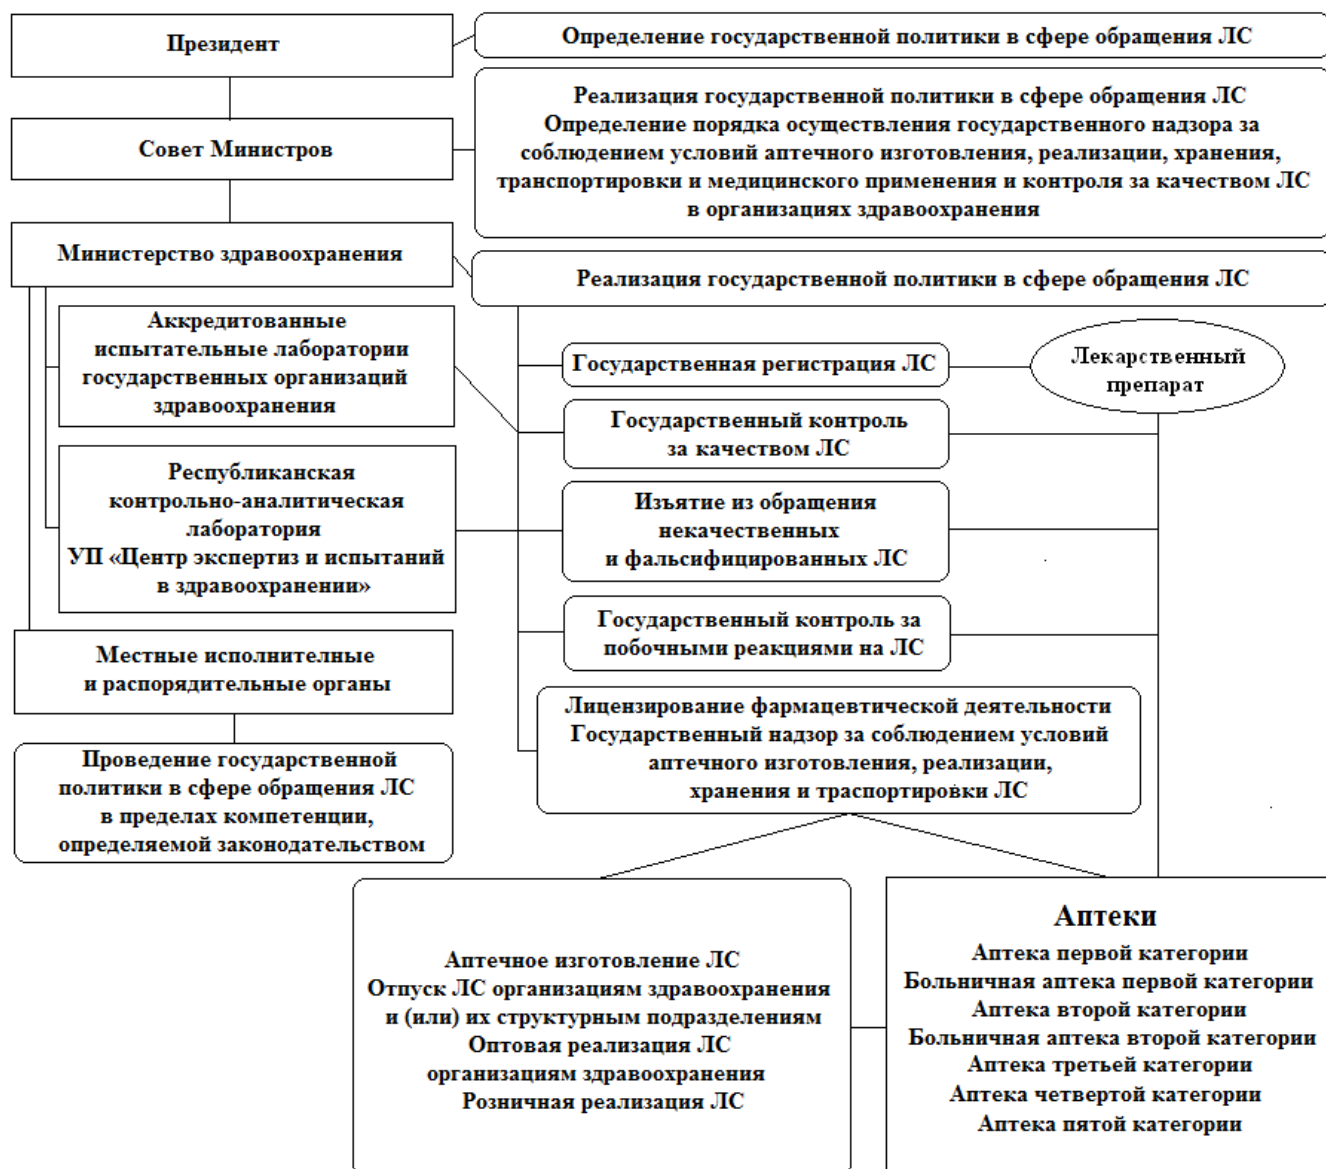 Президент
Определение государственной политики в сфере обращения ЛС
Совет Министров
Реализация государственной политики в сфере обращения ЛС
Определение порядка осуществления государственного надзора за
соблюдением условий аптечного изготовления, реализации, хранения,
транспортировки и медицинского применения и контроля за качеством ЛС
в организациях здравоохранения
Министерство здравоохранения
Реализация государственной политики в сфере обращения ЛС
Аккредитованные
испытательные лаборатории
государственных организаций
здравоохранения
Государственная регистрация ЛС
Лекарственный
препарат
Государственный контроль
за качеством ЛС
Республиканская
контрольно-аналитическая
лаборатория
УП «Центр экспертиз и испытаний
в здравоохранении»
Изъятие из обращения
некачественных
и фальсифицированных ЛС
Государственный контроль за
побочными реакциями на ЛС
Местные исполнителные
и распорядительные органы
Лицензирование фармацевтической деятельности
Государственный надзор за соблюдением условий
аптечного изготовления, реализации,
хранения и траспортировки ЛС
Проведение государственной
политики в сфере обращения ЛС
в пределах компетенции,
определяемой законодательством
Аптечное изготовление ЛС
Отпуск ЛС организациям здравоохранения
и (или) их структурным подразделениям
Оптовая реализация ЛС
организациям здравоохранения
Розничная реализация ЛС
Аптеки
Аптека первой категории
Больничная аптека первой категории
Аптека второй категории
Больничная аптека второй категории
Аптека третьей категории
Аптека четвертой категории
Аптека пятой категории